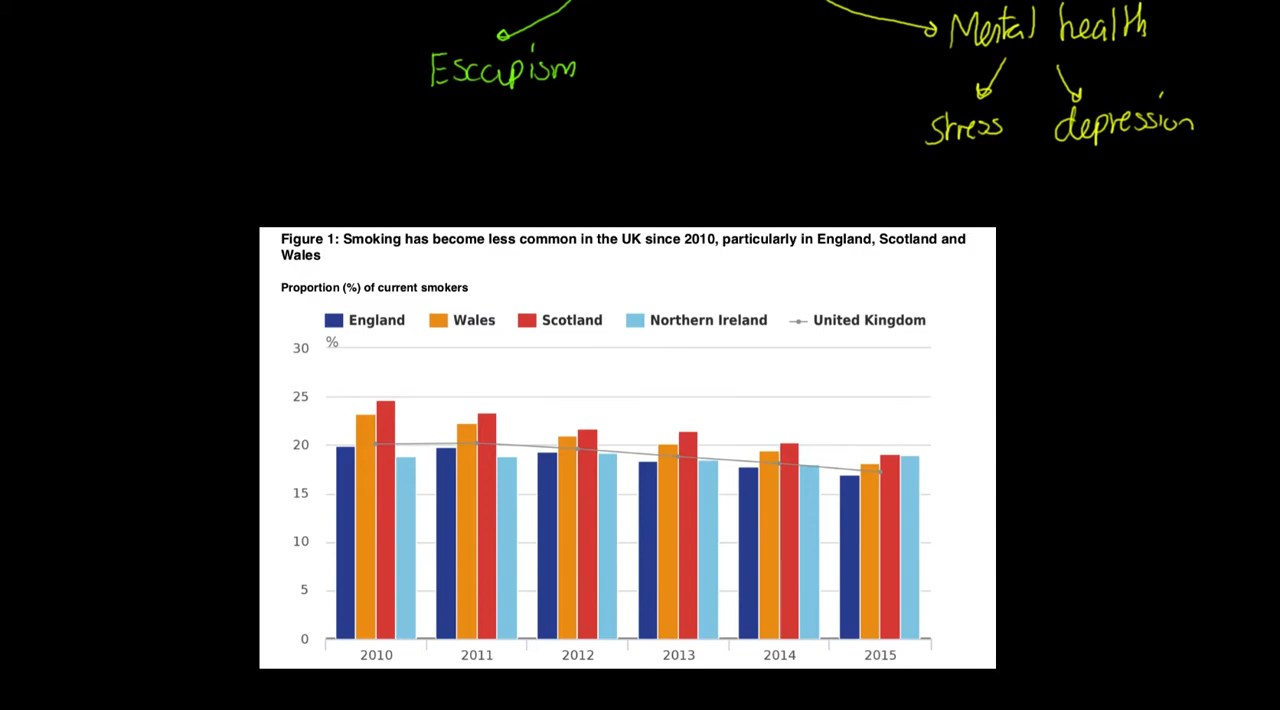 Escapism
Mental health
stress depression
Figure 1: Smoking has become less common in the UK since 2010, particularly in England, Scotland and
Wales
Proportion (%) of current smokers
England Wales Scotland Northern Ireland United Kingdom
%
30
25
20
15
10
5
0
2010 2011 2012 2013 2014 2015